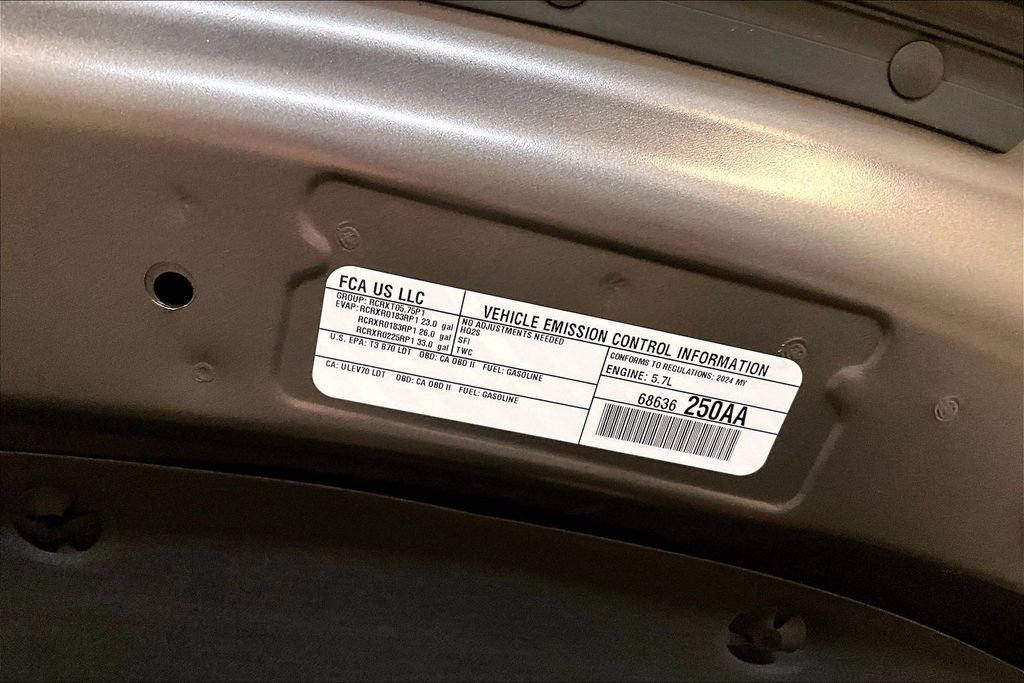 FCA US LLC
VEHICLE EMISSION CONTROL INFORMATION
GROUP: RCRXT05.75P1
EVAP: RCRXR0183RP1 23.0 gal
RCRXR0183RP1 26.0 gal
RCRXR0225RP1 33.0 gal
NO ADJUSTMENTS NEEDED
HO2S
SFI
TWC
CONFORMS TO REGULATIONS: 2024 MY
U.S. EPA: T3 B70 LDT OBD: CA OBD II FUEL: GASOLINE
ENGINE: 5.7L
CA: ULEV70 LDT OBD: CA OBD II FUEL: GASOLINE
68636 250AA